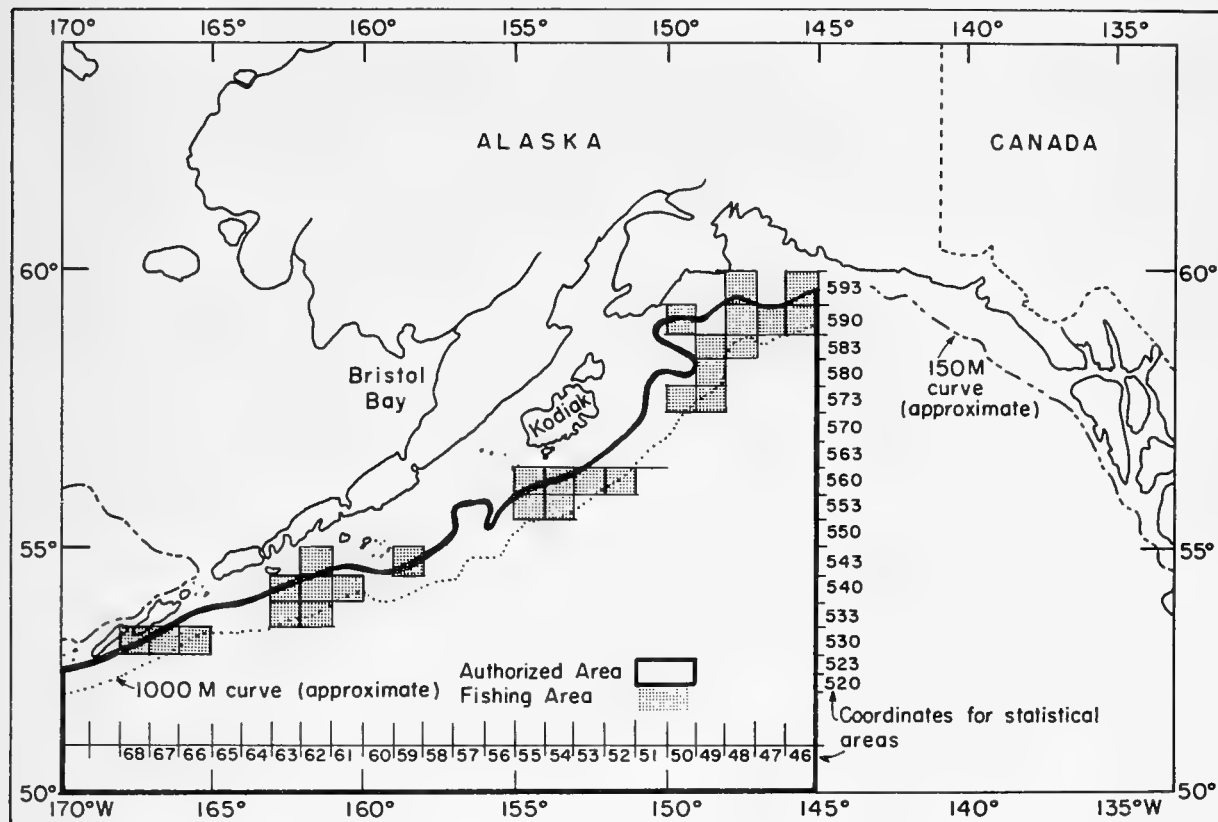 170° 165° 160° 155° 150° 145° 140° 135°
ALASKA CANADA
60° 60°
593
590
583
580
573
570
563
560
553
550
543
540
533
530
523
520
Bristol
Bay
Kodiak
150M
curve
(approximate)
55° 55°
Authorized Area
Fishing Area
1000 M curve (approximate)
Coordinates for statistical
areas
68 67 66 65 64 63 62 61 60 59 58 57 56 55 54 53 52 51 50 49 48 47 46
50° 50°
170°W 165° 160° 155° 150° 145° 140° 135°W